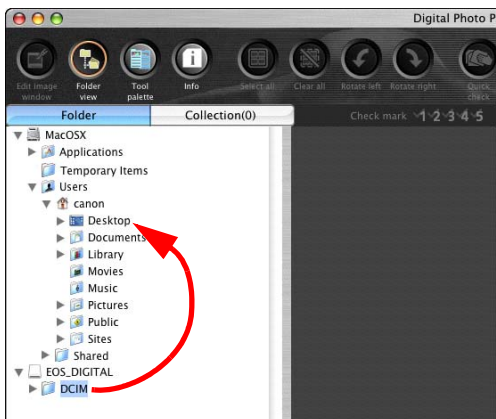 Digital Photo P
Edit image window
Folder view
Tool palette
Info
Select all
Clear all
Rotate left
Rotate right
Quick check
Folder
Collection(0)
Check mark 1 2 3 4 5
MacOSX
Applications
Temporary Items
Users
canon
Desktop
Documents
Library
Movies
Music
Pictures
Public
Sites
Shared
EOS_DIGITAL
DCIM